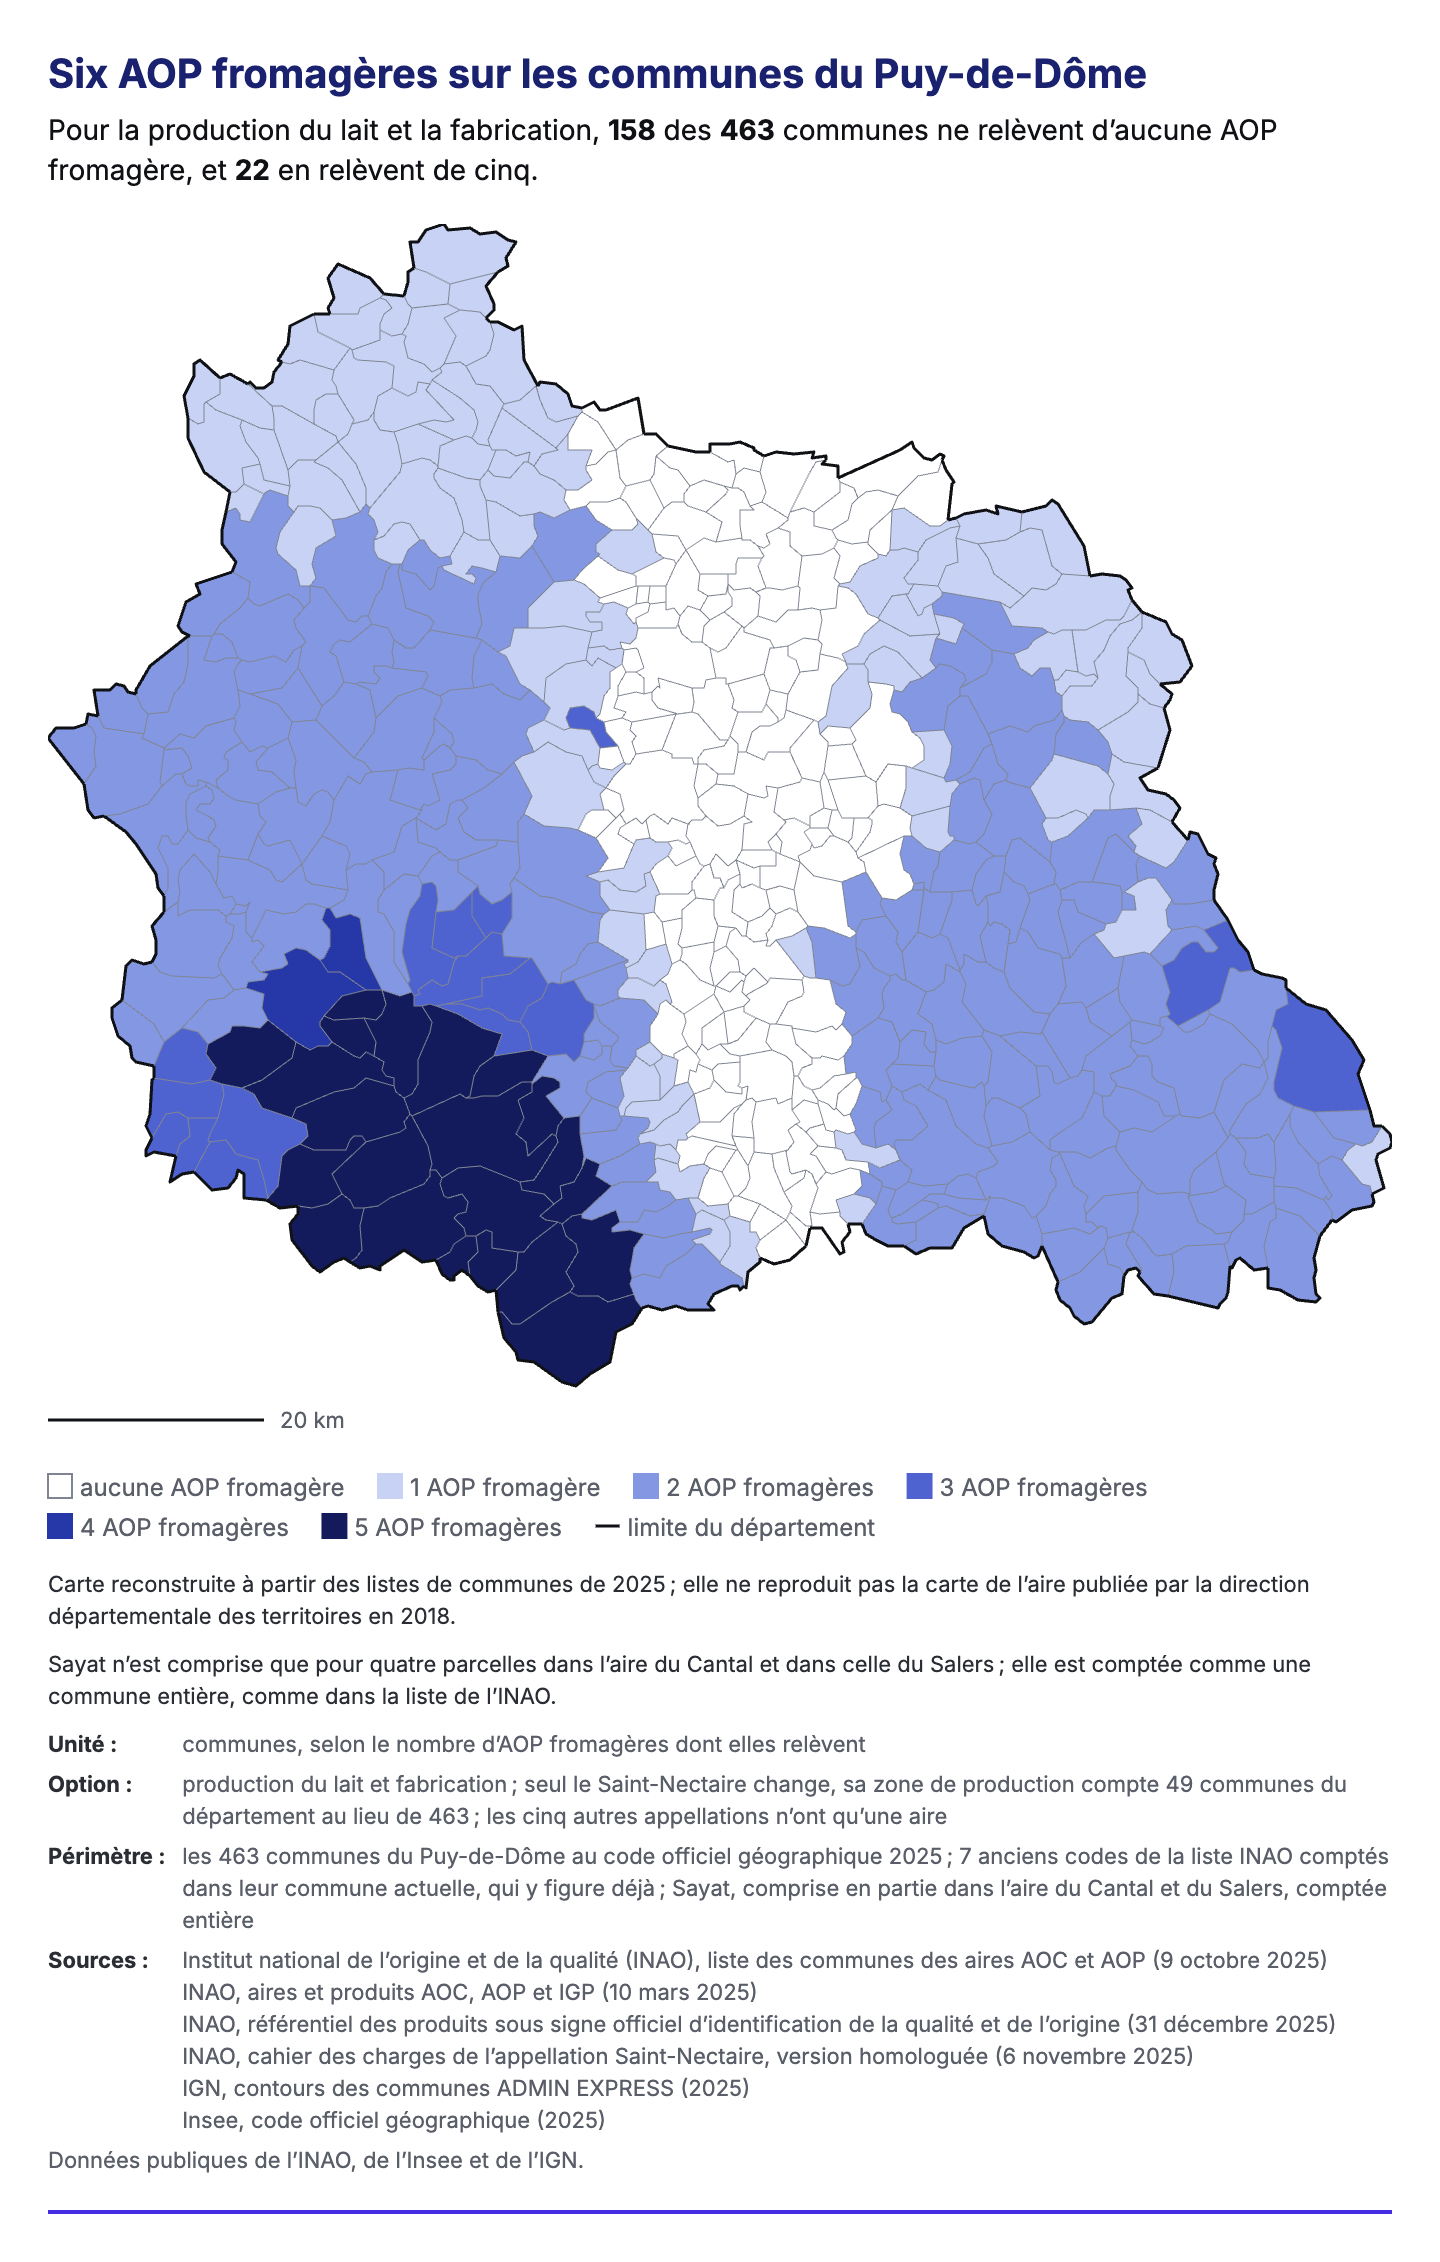 Six AOP fromagères sur les communes du Puy-de-Dôme
Pour la production du lait et la fabrication, 158 des 463 communes ne relèvent d’aucune AOP
fromagère, et 22 en relèvent de cinq.
20 km
aucune AOP fromagère 1 AOP fromagère 2 AOP fromagères 3 AOP fromagères
4 AOP fromagères 5 AOP fromagères limite du département
Carte reconstruite à partir des listes de communes de 2025 ; elle ne reproduit pas la carte de l’aire publiée par la direction
départementale des territoires en 2018.
Sayat n’est comprise que pour quatre parcelles dans l’aire du Cantal et dans celle du Salers ; elle est comptée comme une
commune entière, comme dans la liste de l’INAO.
Unité : communes, selon le nombre d’AOP fromagères dont elles relèvent
Option : production du lait et fabrication ; seul le Saint-Nectaire change, sa zone de production compte 49 communes du
département au lieu de 463 ; les cinq autres appellations n’ont qu’une aire
Périmètre : les 463 communes du Puy-de-Dôme au code officiel géographique 2025 ; 7 anciens codes de la liste INAO comptés
dans leur commune actuelle, qui y figure déjà ; Sayat, comprise en partie dans l’aire du Cantal et du Salers, comptée
entière
Sources : Institut national de l’origine et de la qualité (INAO), liste des communes des aires AOC et AOP (9 octobre 2025)
INAO, aires et produits AOC, AOP et IGP (10 mars 2025)
INAO, référentiel des produits sous signe officiel d’identification de la qualité et de l’origine (31 décembre 2025)
INAO, cahier des charges de l’appellation Saint-Nectaire, version homologuée (6 novembre 2025)
IGN, contours des communes ADMIN EXPRESS (2025)
Insee, code officiel géographique (2025)
Données publiques de l’INAO, de l’Insee et de l’IGN.